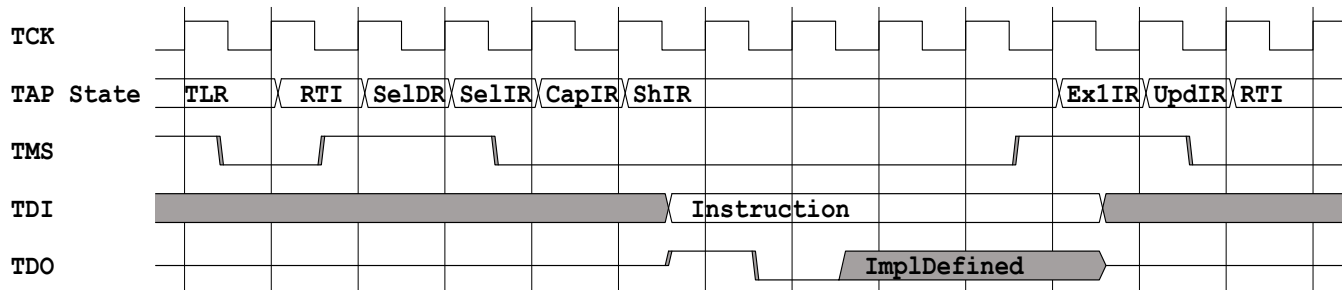 TCK
TAP State TLR RTI SelDR SelIR CapIR ShIR Ex1IR UpdIR RTI
TMS
TDI Instruction
TDO ImplDefined